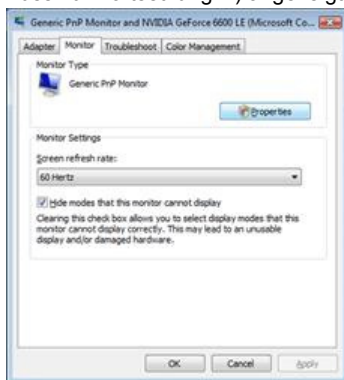 Generic PnP Monitor and NVIDIA GeForce 6600 LE (Microsoft Co...
Adapter Monitor Troubleshoot Color Management
Monitor Type
Generic PnP Monitor
Properties
Monitor Settings
Screen refresh rate:
60 Hertz
Hide modes that this monitor cannot display
Clearing this check box allows you to select display modes that this
monitor cannot display correctly. This may lead to an unusable
display and/or damaged hardware.
OK Cancel Apply